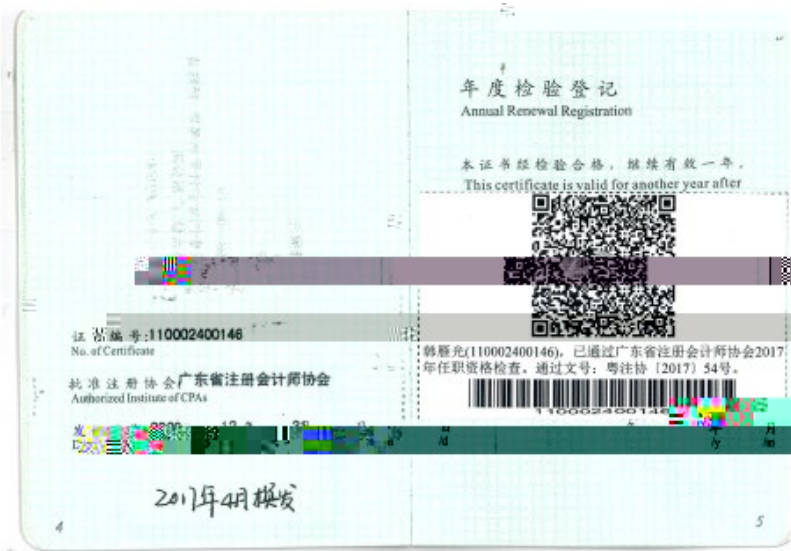 证书编号:110002400146
No. of Certificate
批准注册协会广东省注册会计师协会
Authorized Institute of CPAs
2017年4月换发
4
年度检验登记
Annual Renewal Registration
本证书经检验合格，继续有效一年。
This certificate is valid for another year after
(110002400146)，已通过广东省注册会计师协会2017
年任职资格检查。通过文号：粤注协〔2017〕54号。
110002400146
年 月
/d /y /m
5